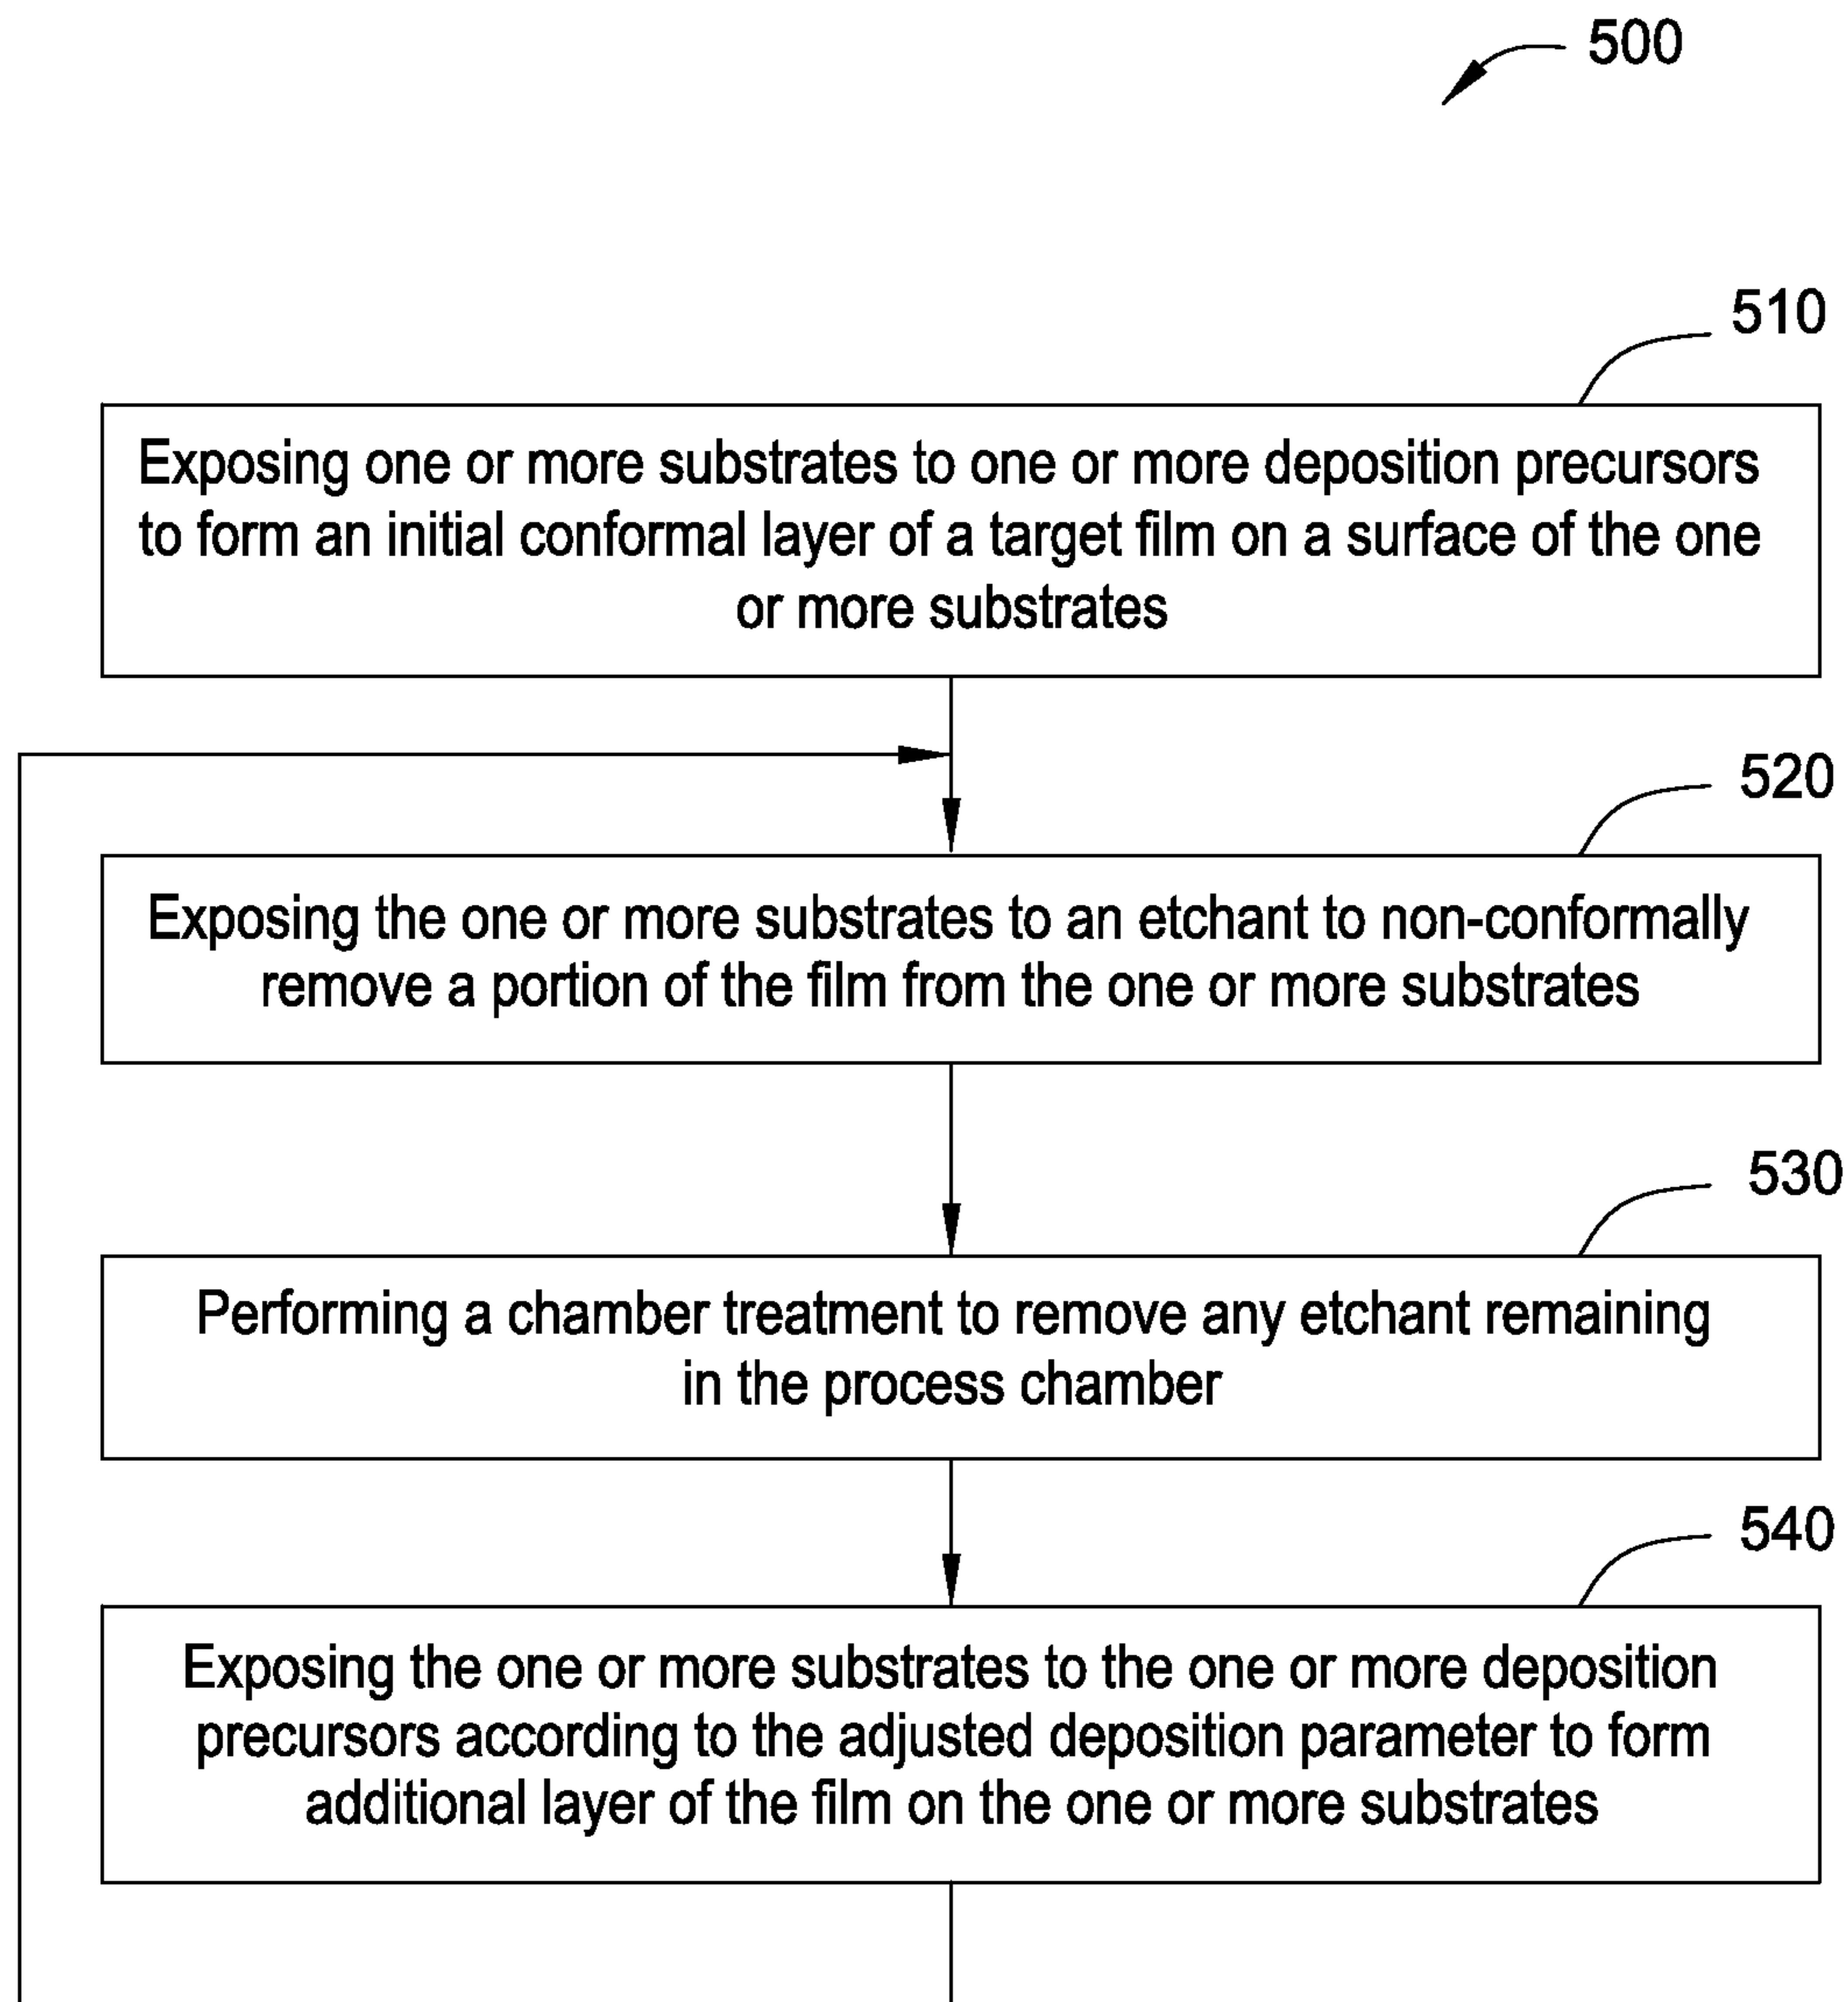 500
510
Exposing one or more substrates to one or more deposition precursors
to form an initial conformal layer of a target film on a surface of the one
or more substrates
520
Exposing the one or more substrates to an etchant to non-conformally
remove a portion of the film from the one or more substrates
530
Performing a chamber treatment to remove any etchant remaining
in the process chamber
540
Exposing the one or more substrates to the one or more deposition
precursors according to the adjusted deposition parameter to form
additional layer of the film on the one or more substrates